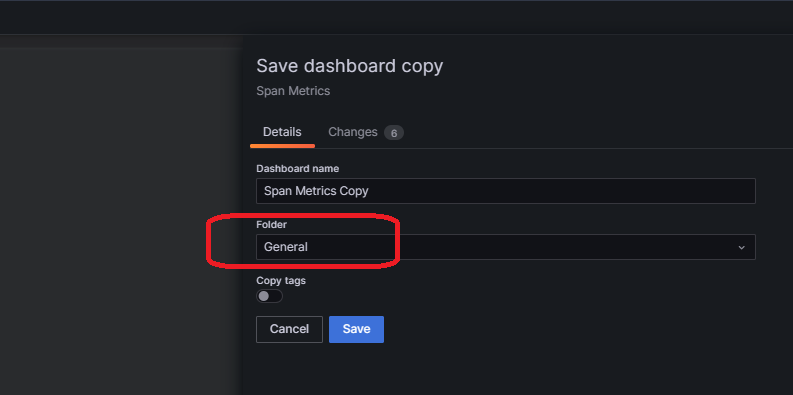 Save dashboard copy
Span Metrics
Details Changes 6
Dashboard name
Span Metrics Copy
Folder
General
Copy tags
Cancel Save